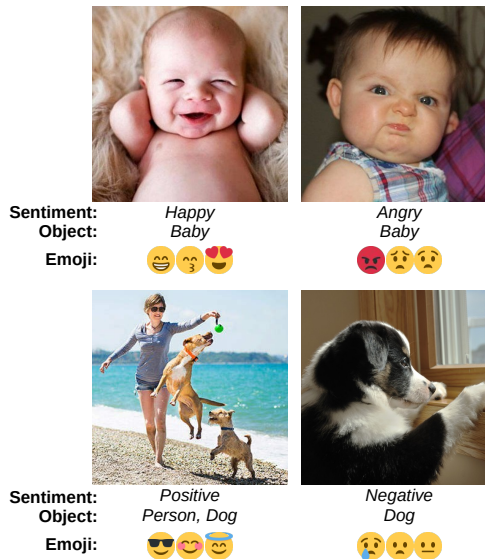 Sentiment: Happy Angry
Object: Baby Baby
Emoji: 😁😙😍 😡😟😢
Sentiment: Positive Negative
Object: Person, Dog Dog
Emoji: 😎😊😇 😢😦😐